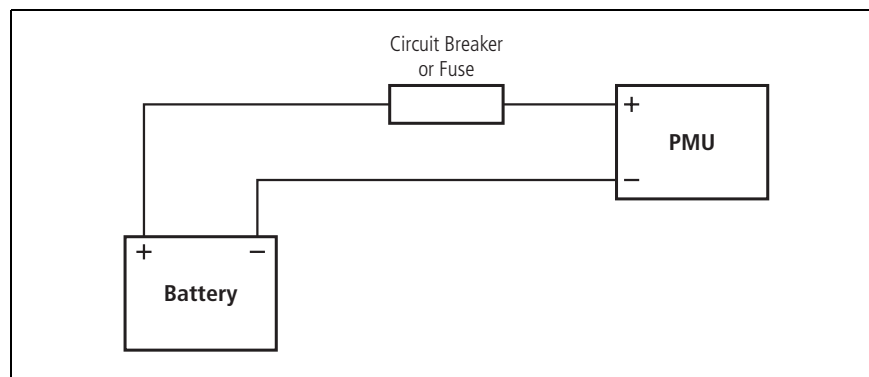 Circuit Breaker
or Fuse
+
PMU
−
+ −
Battery